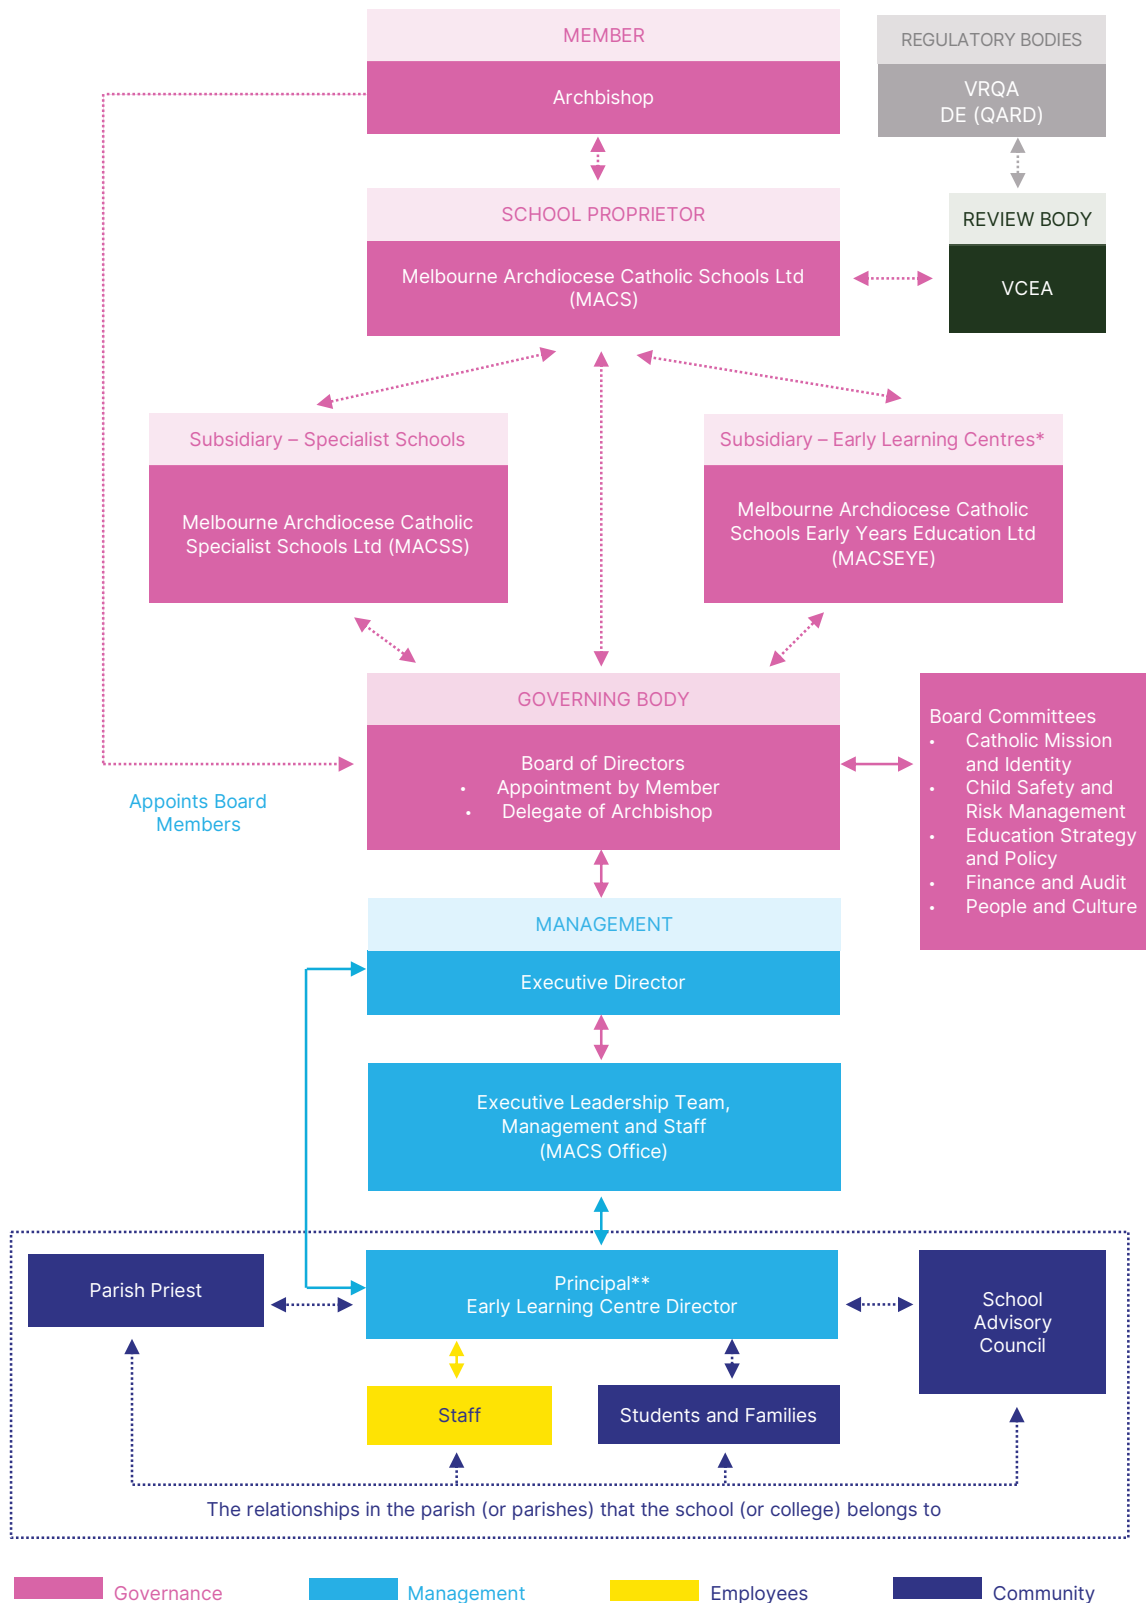 MEMBER
Archbishop
REGULATORY BODIES
VRQA
DE (QARD)
SCHOOL PROPRIETOR
Melbourne Archdiocese Catholic Schools Ltd
(MACS)
REVIEW BODY
VCEA
Subsidiary – Specialist Schools
Melbourne Archdiocese Catholic
Specialist Schools Ltd (MACSS)
Subsidiary – Early Learning Centres*
Melbourne Archdiocese Catholic
Schools Early Years Education Ltd
(MACSEYE)
GOVERNING BODY
Board of Directors
• Appointment by Member
• Delegate of Archbishop
Appoints Board
Members
Board Committees
• Catholic Mission
and Identity
• Child Safety and
Risk Management
• Education Strategy
and Policy
• Finance and Audit
• People and Culture
MANAGEMENT
Executive Director
Executive Leadership Team,
Management and Staff
(MACS Office)
Parish Priest
Principal**
Early Learning Centre Director
School
Advisory
Council
Staff
Students and Families
The relationships in the parish (or parishes) that the school (or college) belongs to
Governance
Management
Employees
Community